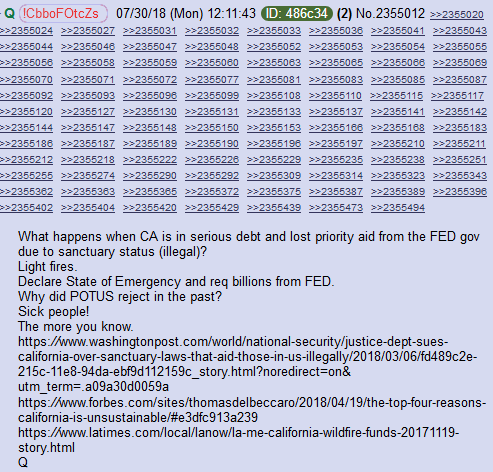 Q !CbboFOtcZs 07/30/18 (Mon) 12:11:43 ID: 486c34 (2) No.2355012 >>2355020
>>2355024 >>2355027 >>2355031 >>2355032 >>2355033 >>2355036 >>2355041 >>2355043
>>2355044 >>2355046 >>2355047 >>2355048 >>2355052 >>2355053 >>2355054 >>2355055
>>2355056 >>2355058 >>2355059 >>2355060 >>2355063 >>2355065 >>2355066 >>2355069
>>2355070 >>2355071 >>2355072 >>2355077 >>2355081 >>2355083 >>2355085 >>2355087
>>2355092 >>2355093 >>2355096 >>2355099 >>2355108 >>2355110 >>2355115 >>2355117
>>2355120 >>2355127 >>2355130 >>2355131 >>2355133 >>2355137 >>2355141 >>2355142
>>2355144 >>2355147 >>2355148 >>2355150 >>2355153 >>2355166 >>2355168 >>2355183
>>2355186 >>2355187 >>2355189 >>2355190 >>2355196 >>2355197 >>2355210 >>2355211
>>2355212 >>2355218 >>2355222 >>2355226 >>2355229 >>2355235 >>2355238 >>2355251
>>2355255 >>2355274 >>2355290 >>2355292 >>2355309 >>2355314 >>2355323 >>2355343
>>2355362 >>2355363 >>2355365 >>2355372 >>2355375 >>2355387 >>2355389 >>2355396
>>2355402 >>2355404 >>2355420 >>2355429 >>2355439 >>2355473 >>2355494
What happens when CA is in serious debt and lost priority aid from the FED gov
due to sanctuary status (illegal)?
Light fires.
Declare State of Emergency and req billions from FED.
Why did POTUS reject in the past?
Sick people!
The more you know.
https://www.washingtonpost.com/world/national-security/justice-dept-sues-
california-over-sanctuary-laws-that-aid-those-in-us-illegally/2018/03/06/fd489c2e-
215c-11e8-94da-ebf9d112159c_story.html?noredirect=on&
utm_term=.a09a30d0059a
https://www.forbes.com/sites/thomasdelbeccaro/2018/04/19/the-top-four-reasons-
california-is-unsustainable/#e3dfc913a239
https://www.latimes.com/local/lanow/la-me-california-wildfire-funds-20171119-
story.html
Q